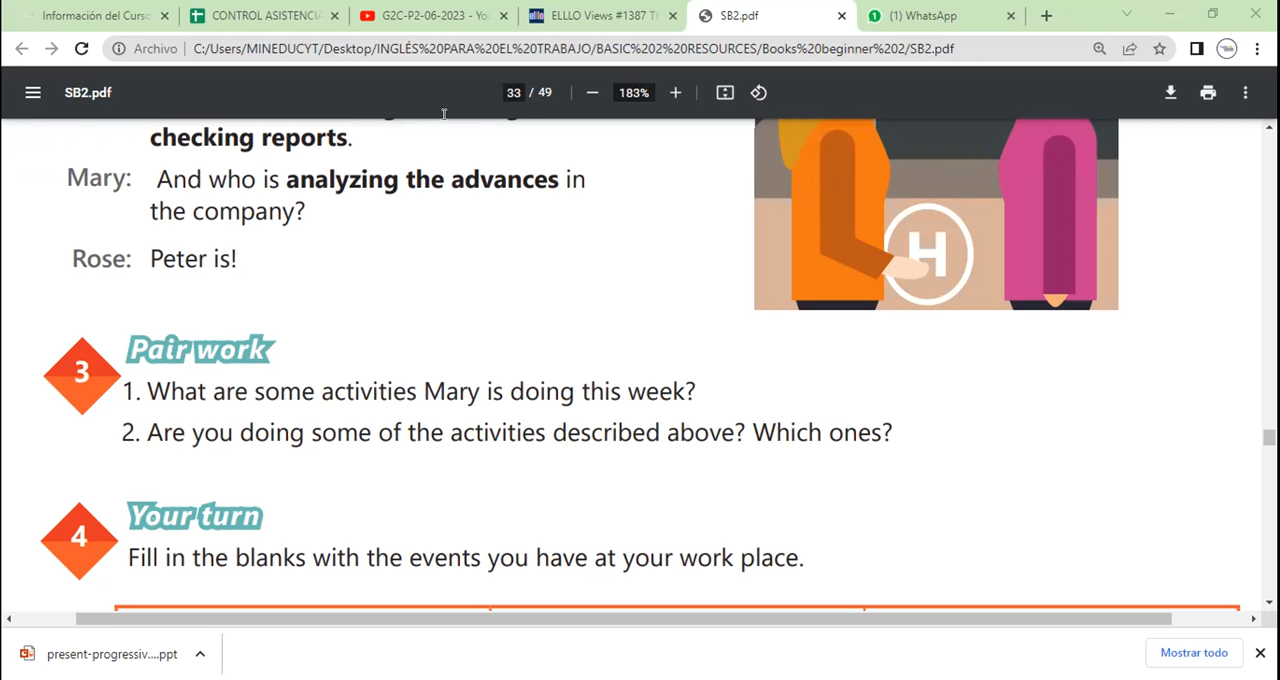 Información del Curso
CONTROL ASISTENCIA
G2C-P2-06-2023 - You
ELLLO Views #1387 Th
SB2.pdf
(1) WhatsApp
Archivo
C:/Users/MINEDUCYT/Desktop/INGLÉS%20PARA%20EL%20TRABAJO/BASIC%202%20RESOURCES/Books%20beginner%202/SB2.pdf
SB2.pdf
33 / 49
183%
checking reports.
Mary: And who is analyzing the advances in
the company?
Rose: Peter is!
H
3
Pair work
1. What are some activities Mary is doing this week?
2. Are you doing some of the activities described above? Which ones?
4
Your turn
Fill in the blanks with the events you have at your work place.
present-progressiv....ppt
Mostrar todo